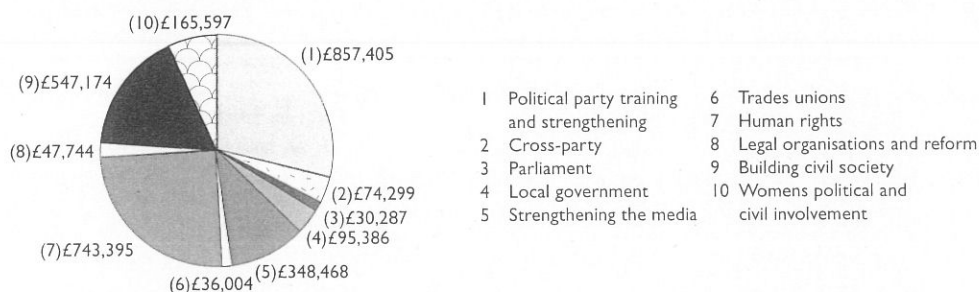 (10)£165,597
(1)£857,405
(9)£547,174
(8)£47,744
(2)£74,299
(3)£30,287
(4)£95,386
(7)£743,395
(5)£348,468
(6)£36,004
1 Political party training
and strengthening
2 Cross-party
3 Parliament
4 Local government
5 Strengthening the media
6 Trades unions
7 Human rights
8 Legal organisations and reform
9 Building civil society
10 Womens political and
civil involvement